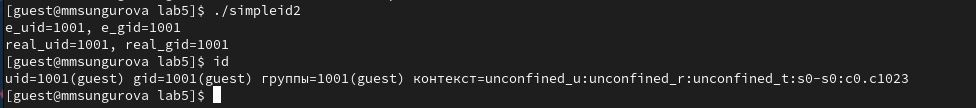 [guest@mmsungurova lab5]$ ./simpleid2
e_uid=1001, e_gid=1001
real_uid=1001, real_gid=1001
[guest@mmsungurova lab5]$ id
uid=1001(guest) gid=1001(guest) группы=1001(guest) контекст=unconfined_u:unconfined_r:unconfined_t:s0-s0:c0.c1023
[guest@mmsungurova lab5]$